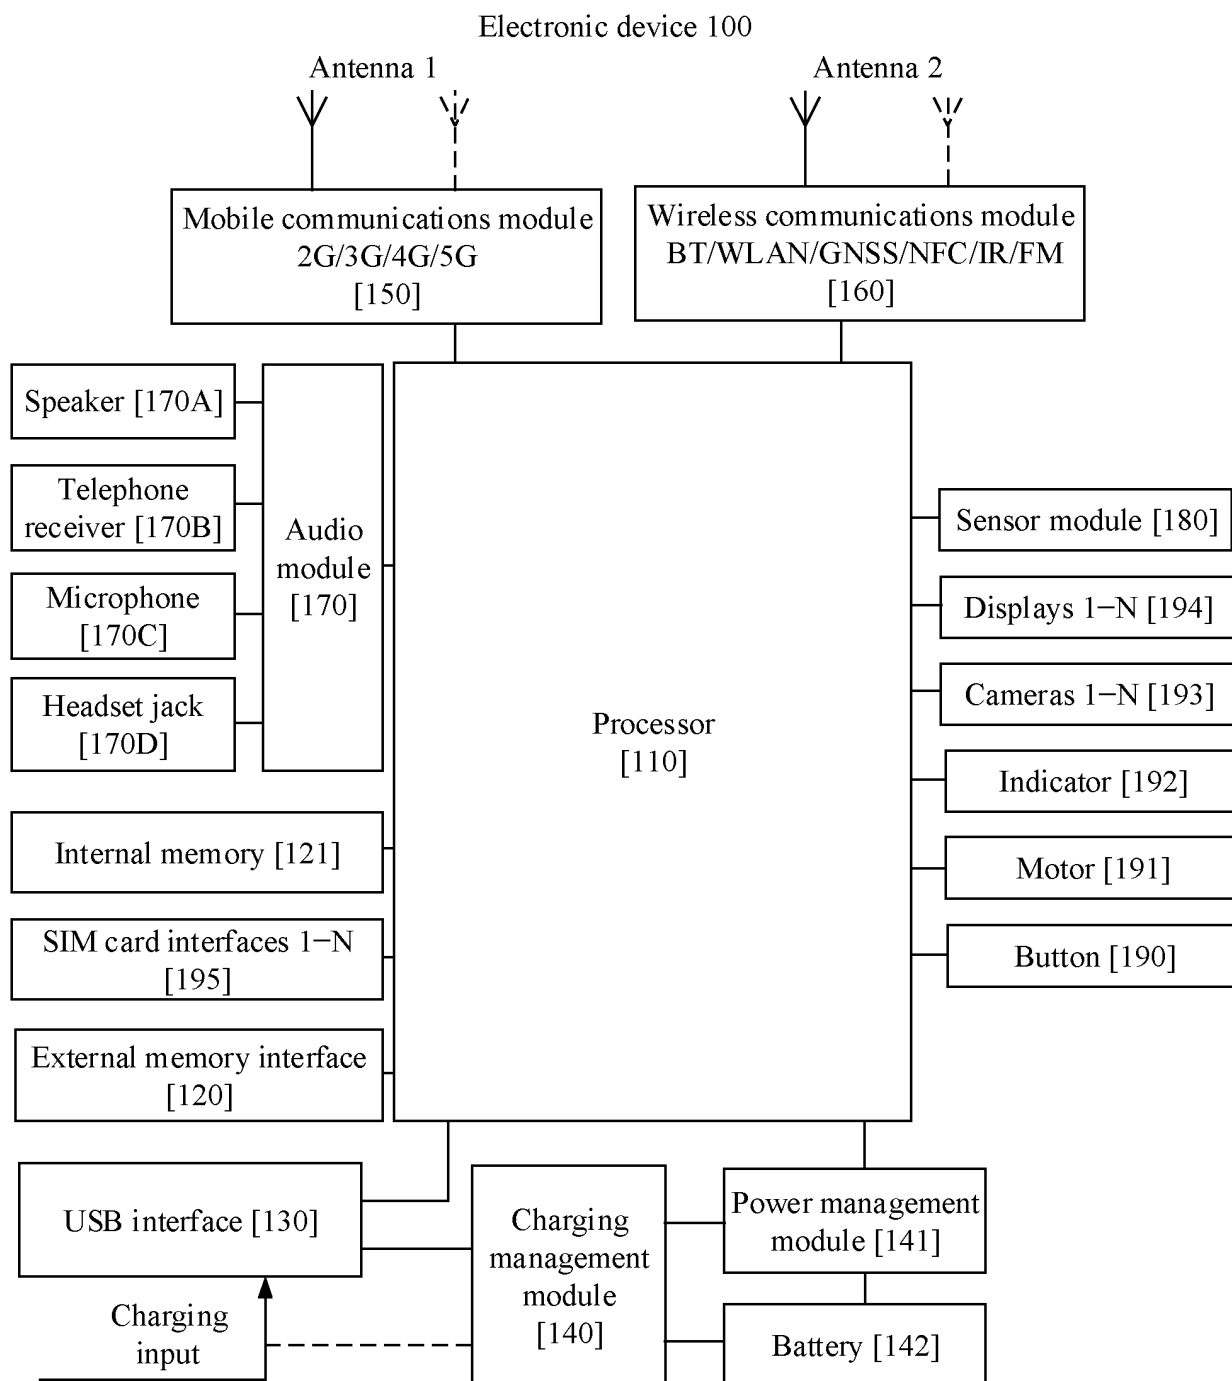 Electronic device 100
Antenna 1
Antenna 2
Mobile communications module
2G/3G/4G/5G
[150]
Wireless communications module
BT/WLAN/GNSS/NFC/IR/FM
[160]
Speaker [170A]
Telephone
receiver [170B]
Microphone
[170C]
Headset jack
[170D]
Audio
module
[170]
Internal memory [121]
SIM card interfaces 1−N
[195]
External memory interface
[120]
Processor
[110]
Sensor module [180]
Displays 1−N [194]
Cameras 1−N [193]
Indicator [192]
Motor [191]
Button [190]
USB interface [130]
Charging
input
Charging
management
module
[140]
Power management
module [141]
Battery [142]